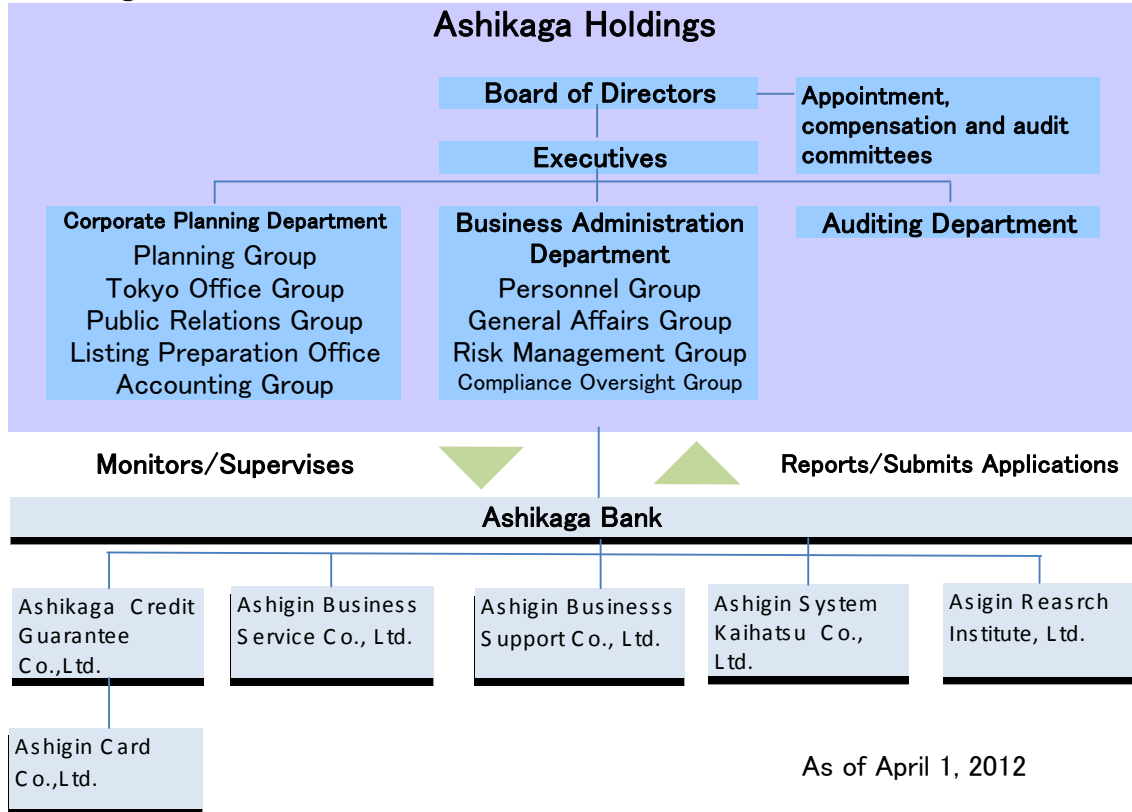 Ashikaga Holdings
Board of Directors
Appointment,
compensation and audit
committees
Executives
Corporate Planning Department
Planning Group
Tokyo Office Group
Public Relations Group
Listing Preparation Office
Accounting Group
Business Administration
Department
Personnel Group
General Affairs Group
Risk Management Group
Compliance Oversight Group
Auditing Department
Monitors/Supervises
Reports/Submits Applications
Ashikaga Bank
Ashikaga Credit
Guarantee
Co.,Ltd.
Ashigin Business
Service Co., Ltd.
Ashigin Businesss
Support Co., Ltd.
Ashigin System
Kaihatsu Co.,
Ltd.
Asigin Reasrch
Institute, Ltd.
Ashigin Card
Co.,Ltd.
As of April 1, 2012